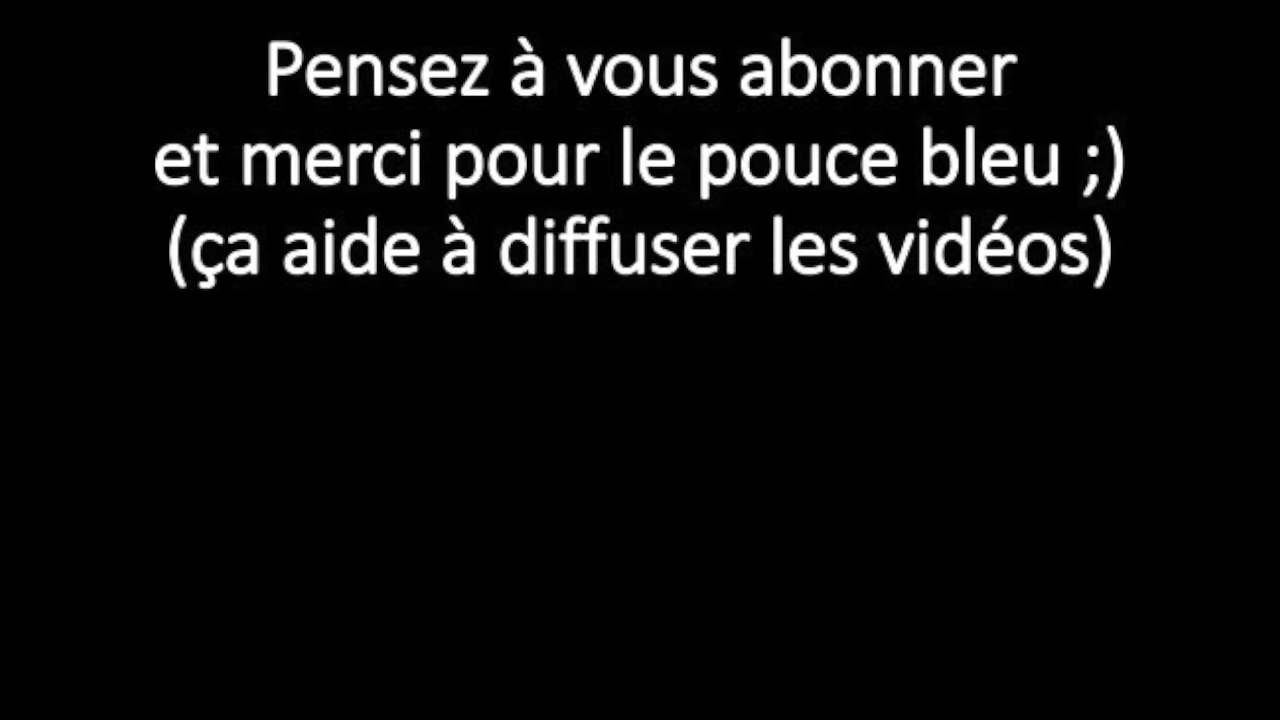 Pensez à vous abonner
et merci pour le pouce bleu ;)
(ça aide à diffuser les vidéos)